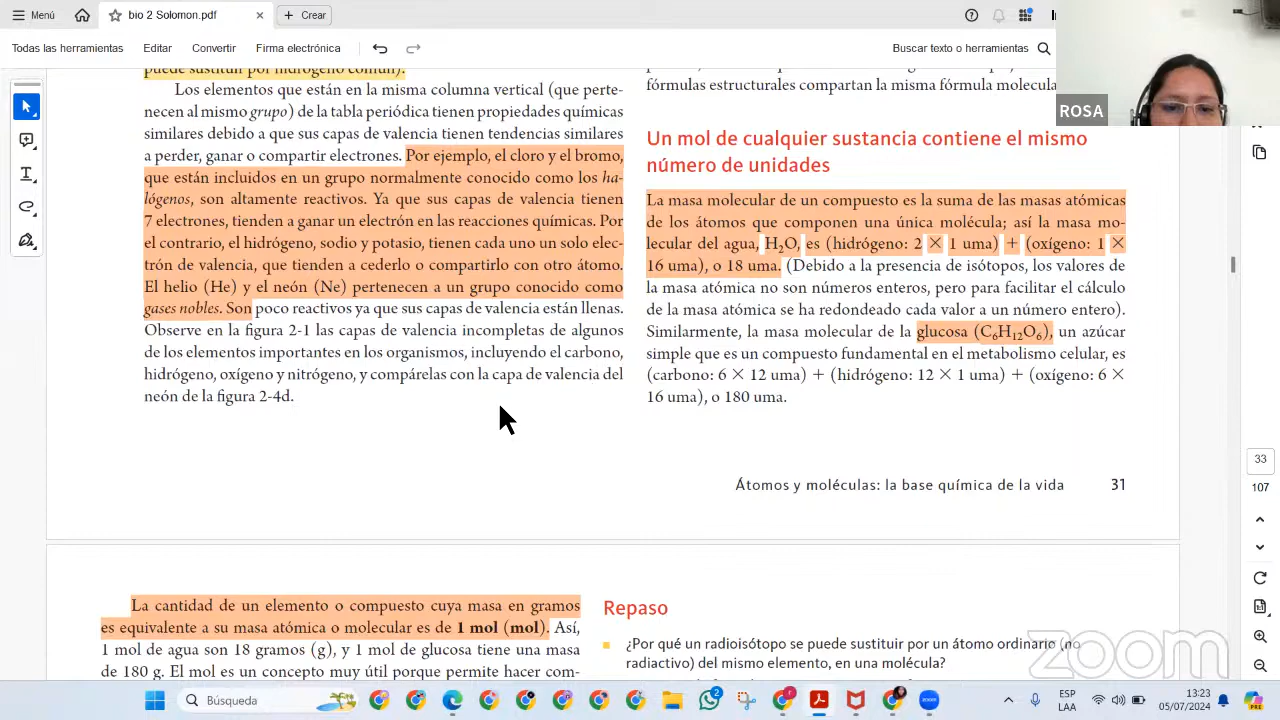 Menú
bio 2 Solomon.pdf
Crear
Todas las herramientas
Editar
Convertir
Firma electrónica
Buscar texto o herramientas
ROSA
puede sustituir por hidrógeno común).
Los elementos que están en la misma columna vertical (que perte-
necen al mismo grupo) de la tabla periódica tienen propiedades químicas
similares debido a que sus capas de valencia tienen tendencias similares
a perder, ganar o compartir electrones. Por ejemplo, el cloro y el bromo,
que están incluidos en un grupo normalmente conocido como los ha-
lógenos, son altamente reactivos. Ya que sus capas de valencia tienen
7 electrones, tienden a ganar un electrón en las reacciones químicas. Por
el contrario, el hidrógeno, sodio y potasio, tienen cada uno un solo elec-
trón de valencia, que tienden a cederlo o compartirlo con otro átomo.
El helio (He) y el neón (Ne) pertenecen a un grupo conocido como
gases nobles. Son poco reactivos ya que sus capas de valencia están llenas.
Observe en la figura 2-1 las capas de valencia incompletas de algunos
de los elementos importantes en los organismos, incluyendo el carbono,
hidrógeno, oxígeno y nitrógeno, y compárelas con la capa de valencia del
neón de la figura 2-4d.
fórmulas estructurales compartan la misma fórmula molecula
Un mol de cualquier sustancia contiene el mismo
número de unidades
La masa molecular de un compuesto es la suma de las masas atómicas
de los átomos que componen una única molécula; así la masa mo-
lecular del agua, H₂O, es (hidrógeno: 2 × 1 uma) + (oxígeno: 1 ×
16 uma), o 18 uma. (Debido a la presencia de isótopos, los valores de
la masa atómica no son números enteros, pero para facilitar el cálculo
de la masa atómica se ha redondeado cada valor a un número entero).
Similarmente, la masa molecular de la glucosa (C₆H₁₂O₆), un azúcar
simple que es un compuesto fundamental en el metabolismo celular, es
(carbono: 6 × 12 uma) + (hidrógeno: 12 × 1 uma) + (oxígeno: 6 ×
16 uma), o 180 uma.
Átomos y moléculas: la base química de la vida 31
33
107
La cantidad de un elemento o compuesto cuya masa en gramos
es equivalente a su masa atómica o molecular es de 1 mol (mol). Así,
1 mol de agua son 18 gramos (g), y 1 mol de glucosa tiene una masa
de 180 g. El mol es un concepto muy útil porque permite hacer com-
Repaso
¿Por qué un radioisótopo se puede sustituir por un átomo ordinario (no
radiactivo) del mismo elemento, en una molécula?
zoom
Búsqueda
2
ESP
LAA
13:23
05/07/2024